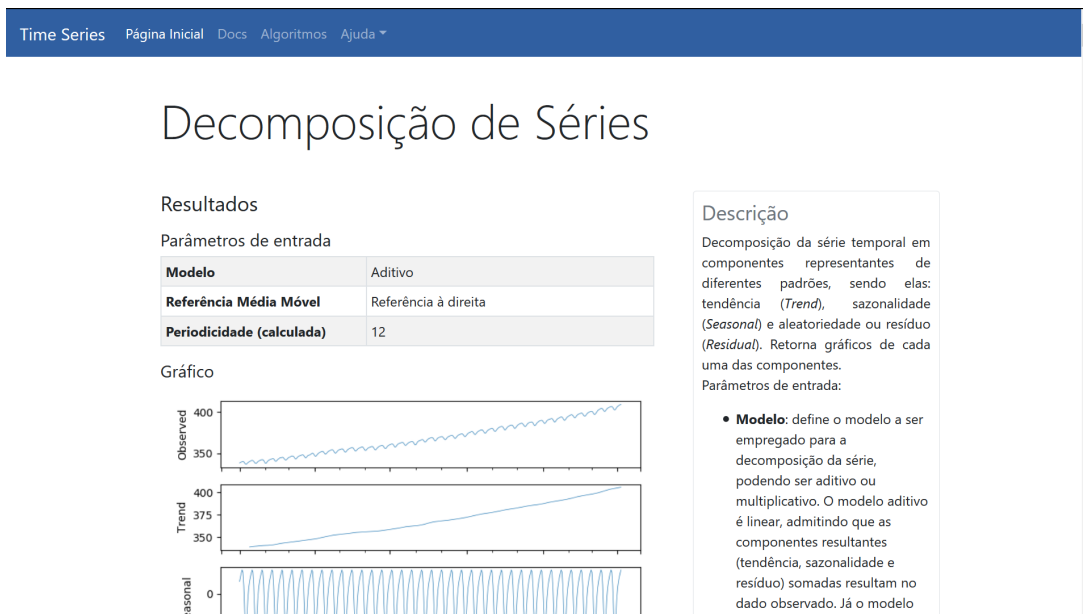 Time Series Página Inicial Docs Algoritmos Ajuda
Decomposição de Séries
Resultados
Parâmetros de entrada
Modelo Aditivo
Referência Média Móvel Referência à direita
Periodicidade (calculada) 12
Gráfico
Observed
400
350
Trend
400
375
350
0
Descrição
Decomposição da série temporal em
componentes representantes de
diferentes padrões, sendo elas:
tendência (Trend), sazonalidade
(Seasonal) e aleatoriedade ou resíduo
(Residual). Retorna gráficos de cada
uma das componentes.
Parâmetros de entrada:
• Modelo: define o modelo a ser
empregado para a
decomposição da série,
podendo ser aditivo ou
multiplicativo. O modelo aditivo
é linear, admitindo que as
componentes resultantes
(tendência, sazonalidade e
resíduo) somadas resultam no
dado observado. Já o modelo